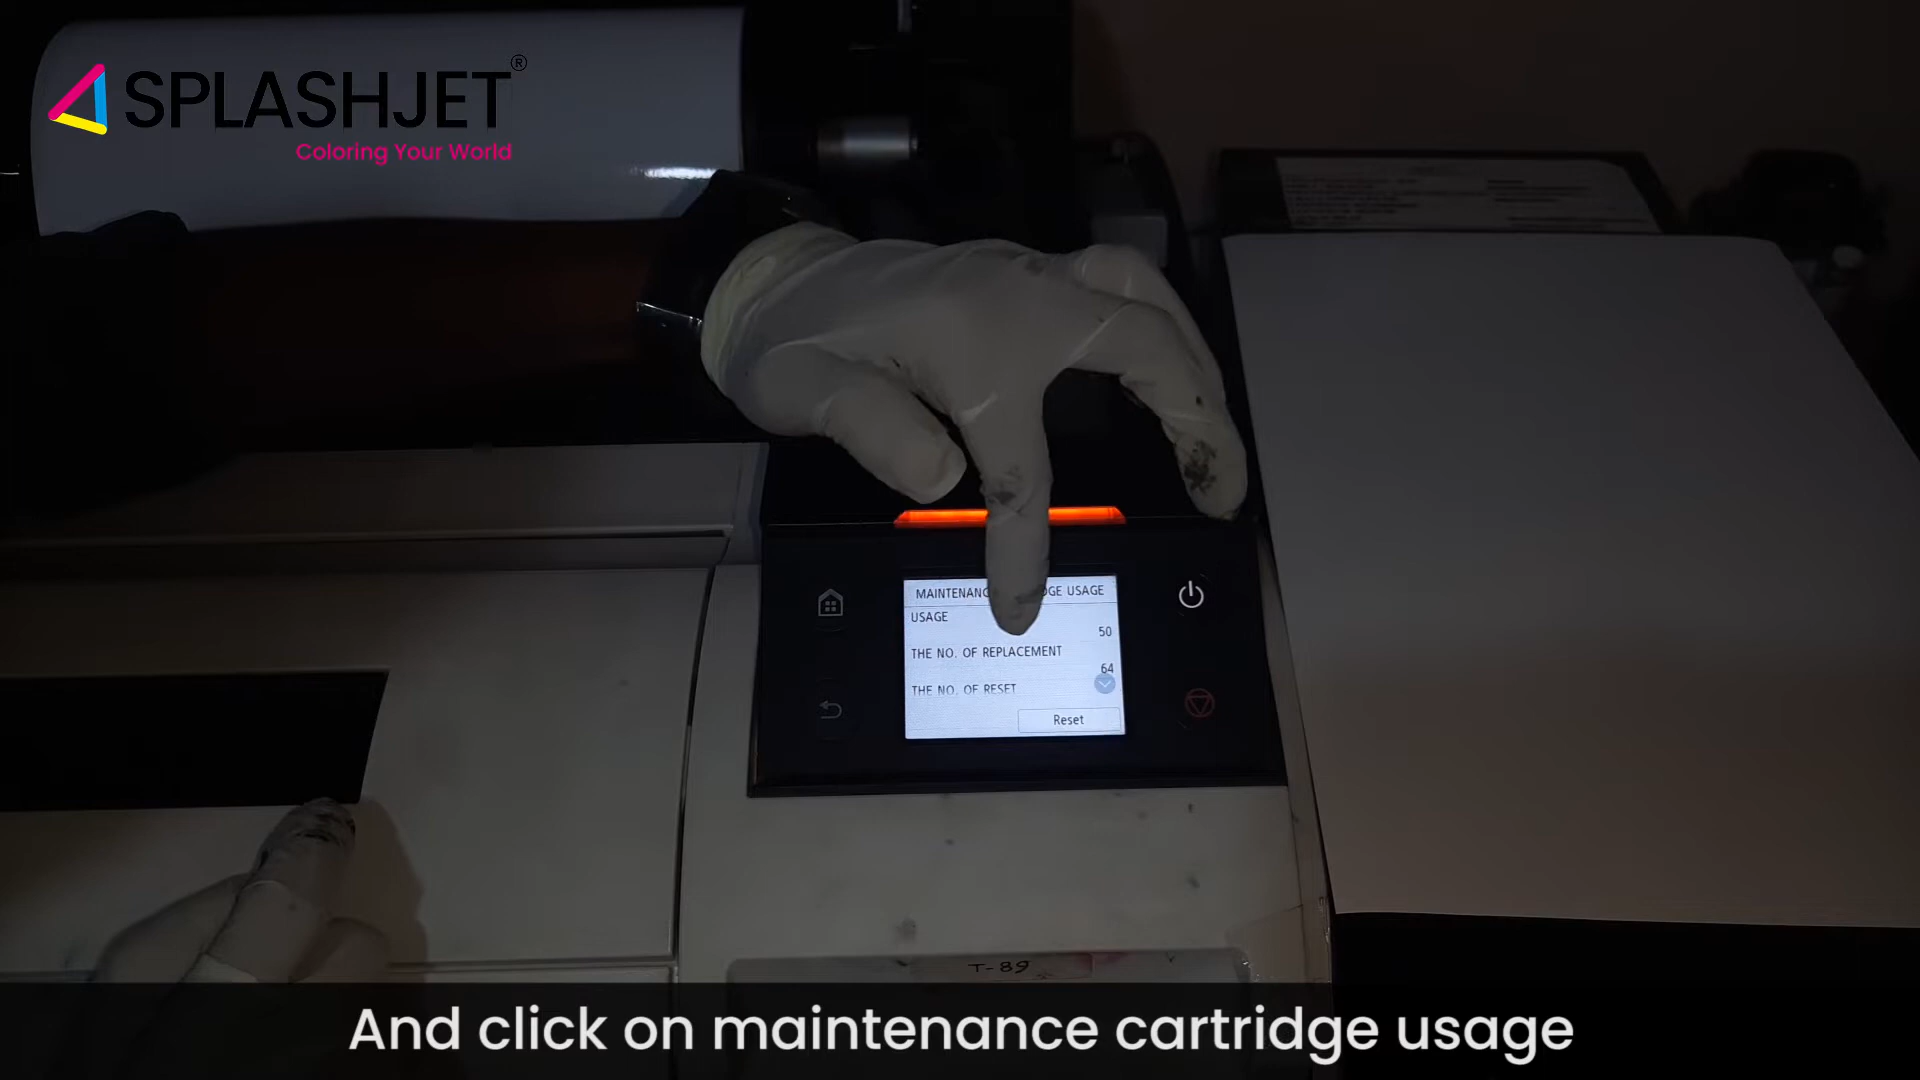 SPLASHJET®
Coloring Your World
MAINTENANC DGE USAGE
USAGE
50
THE NO. OF REPLACEMENT
64
THE NO. OF RESET
Reset
T-89
And click on maintenance cartridge usage